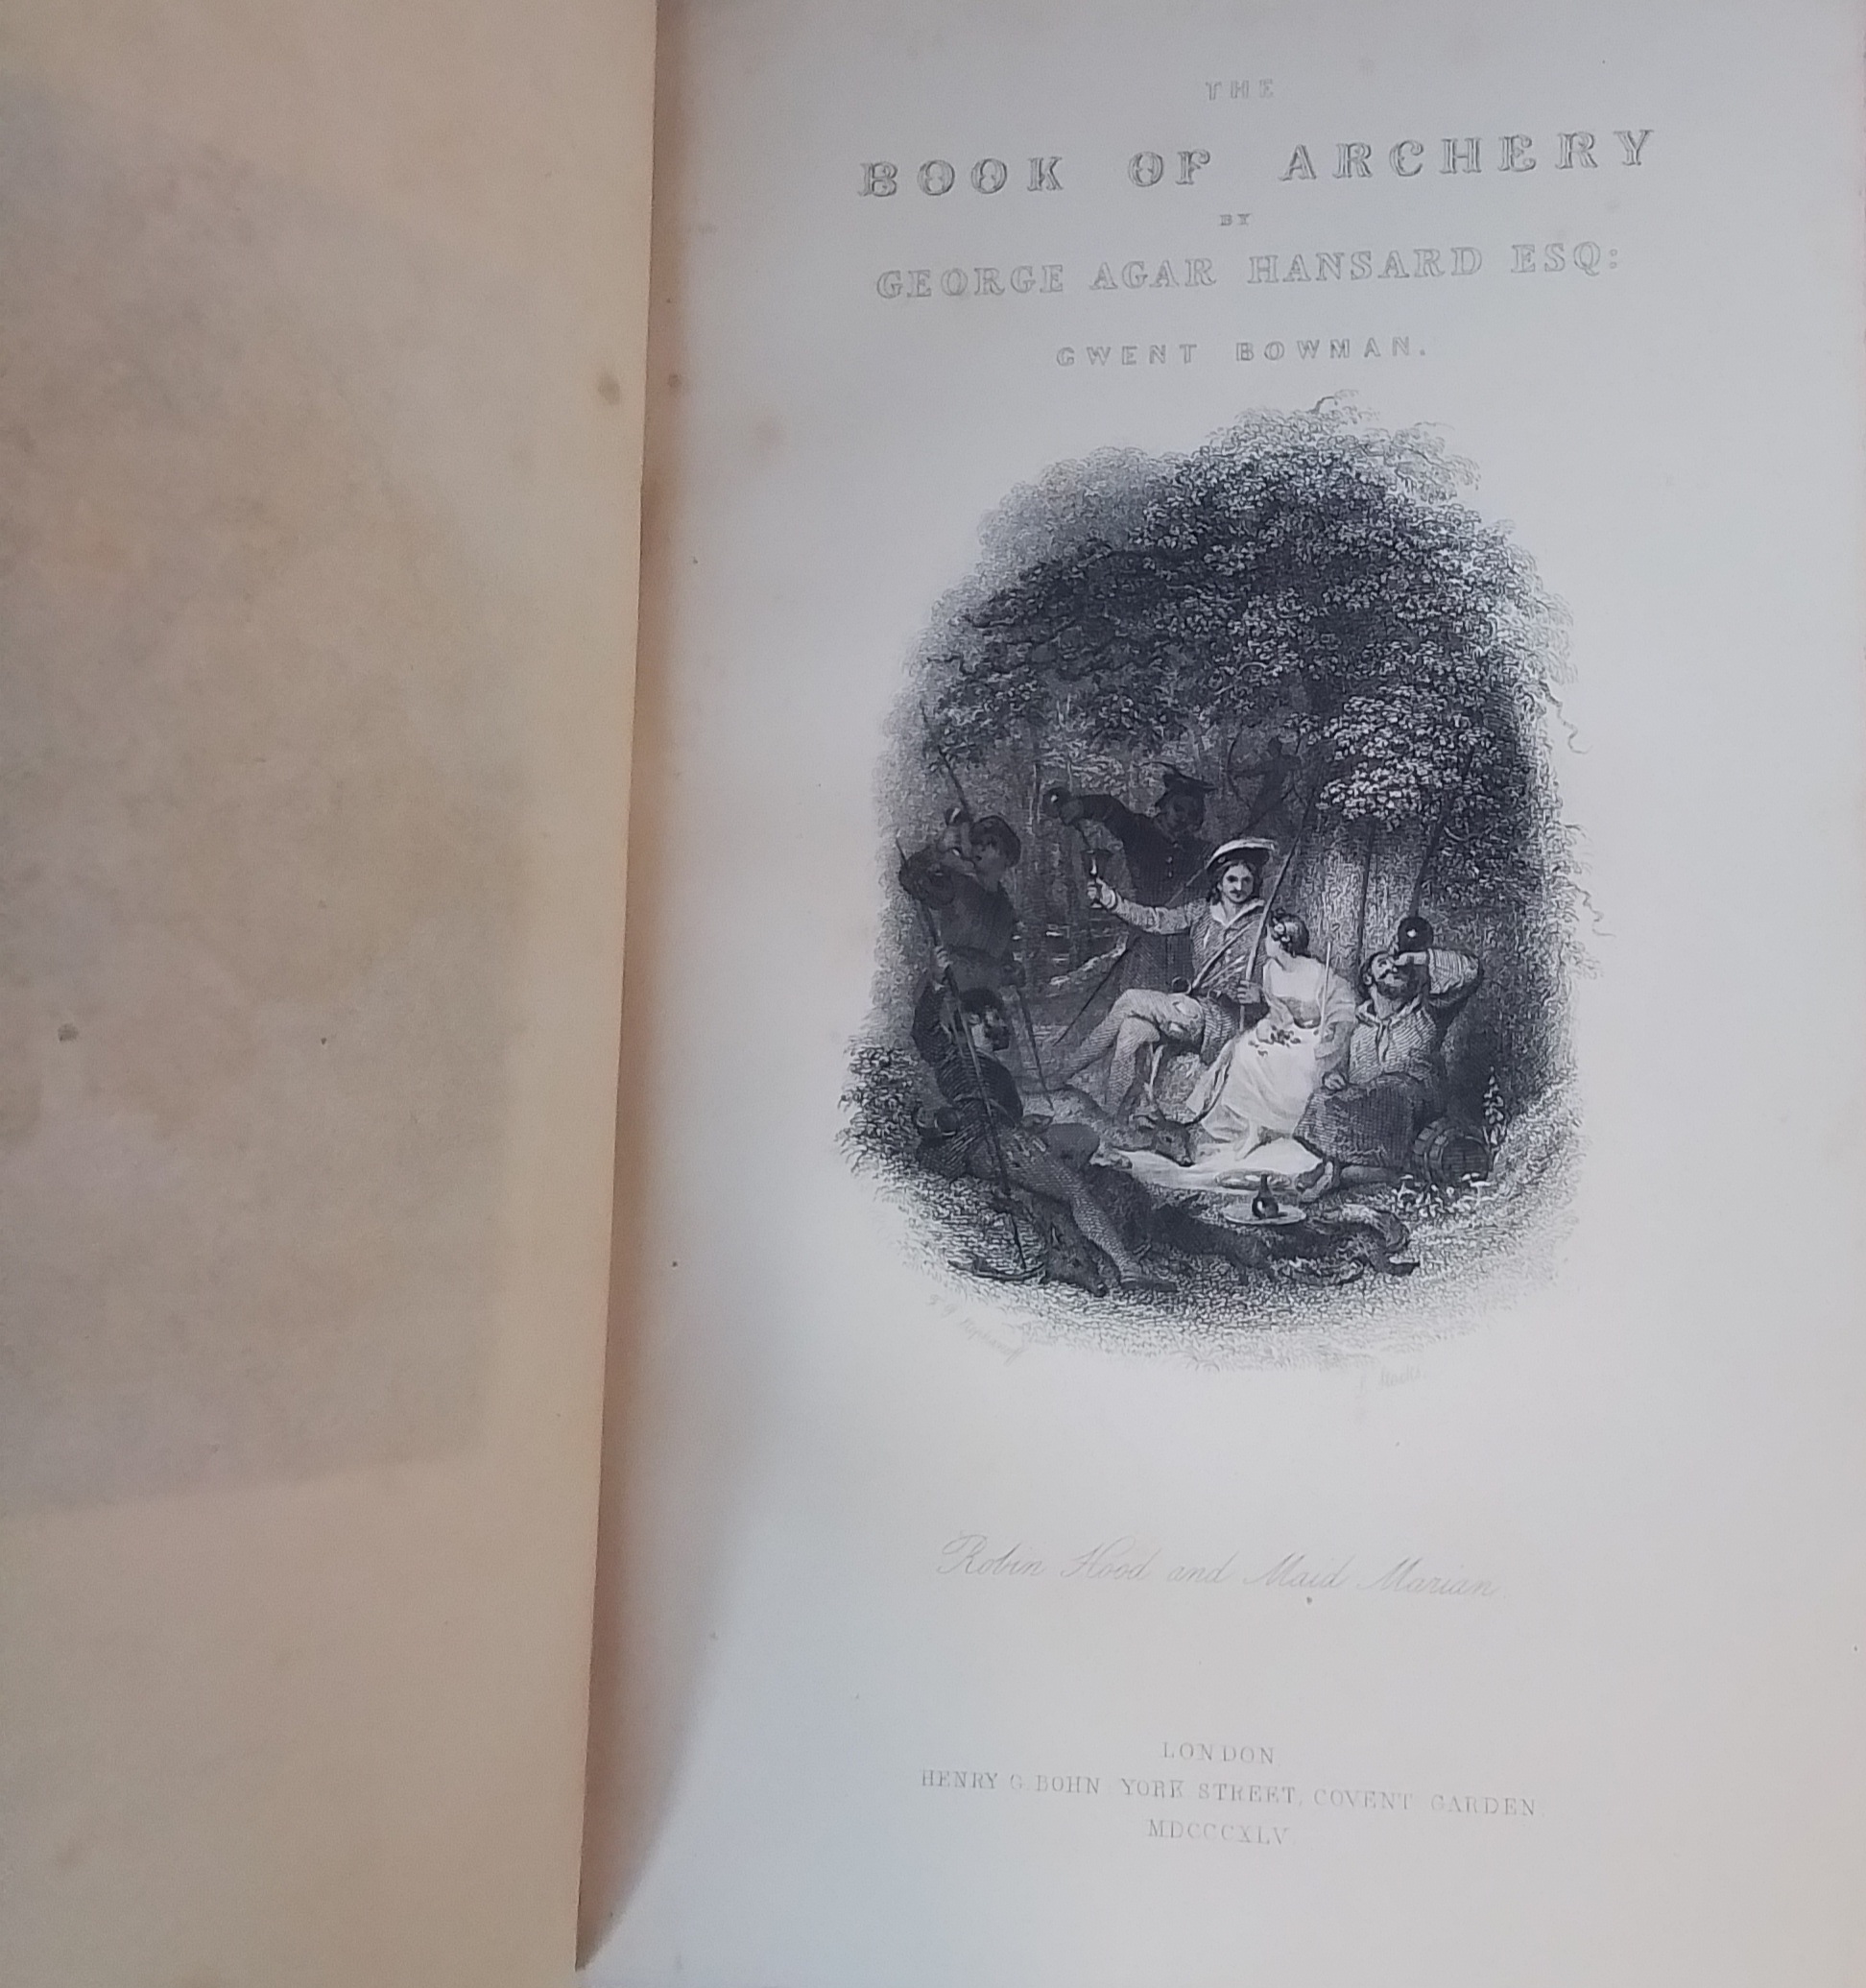 THE
BOOK OF ARCHERY
BY
GEORGE AGAR HANSARD ESQ:
GWENT BOWMAN.
Robin Hood and Maid Marian
LONDON
HENRY G BOHN YORK STREET, COVENT GARDEN
MDCCCXLV